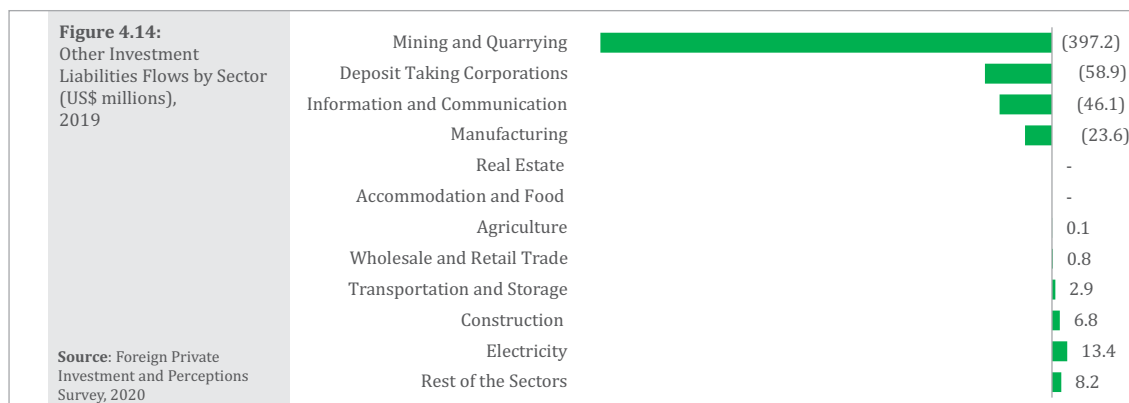 Figure 4.14:
Other Investment
Liabilities Flows by Sector
(US$ millions),
2019
Source: Foreign Private
Investment and Perceptions
Survey, 2020
Mining and Quarrying (397.2)
Deposit Taking Corporations (58.9)
Information and Communication (46.1)
Manufacturing (23.6)
Real Estate -
Accommodation and Food -
Agriculture 0.1
Wholesale and Retail Trade 0.8
Transportation and Storage 2.9
Construction 6.8
Electricity 13.4
Rest of the Sectors 8.2